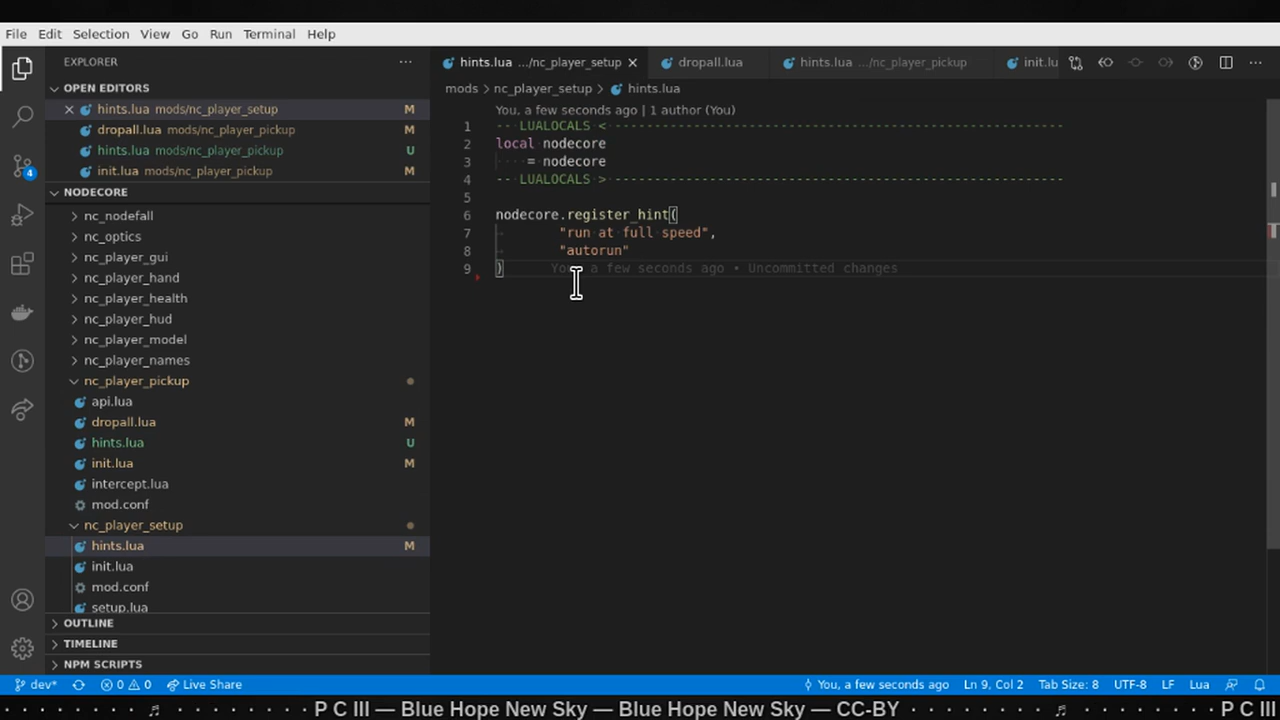 File Edit Selection View Go Run Terminal Help
EXPLORER
OPEN EDITORS
hints.lua mods/nc_player_setup M
dropall.lua mods/nc_player_pickup M
hints.lua mods/nc_player_pickup U
init.lua mods/nc_player_pickup M
NODECORE
nc_nodefall
nc_optics
nc_player_gui
nc_player_hand
nc_player_health
nc_player_hud
nc_player_model
nc_player_names
nc_player_pickup
api.lua
dropall.lua M
hints.lua U
init.lua M
intercept.lua
mod.conf
nc_player_setup
hints.lua M
init.lua
mod.conf
setup.lua
OUTLINE
TIMELINE
NPM SCRIPTS
4
hints.lua .../nc_player_setup dropall.lua hints.lua .../nc_player_pickup init.lu
mods > nc_player_setup > hints.lua
You, a few seconds ago | 1 author (You)
1 -- LUALOCALS < ---------------------------------------------------------
2 local nodecore
3 = nodecore
4 -- LUALOCALS > ---------------------------------------------------------
5
6 nodecore.register_hint(
7 "run at full speed",
8 "autorun"
9 ) You, a few seconds ago • Uncommitted changes
dev* 0 0 Live Share You, a few seconds ago Ln 9, Col 2 Tab Size: 8 UTF-8 LF Lua
P C III — Blue Hope New Sky — Blue Hope New Sky — CC-BY P C III